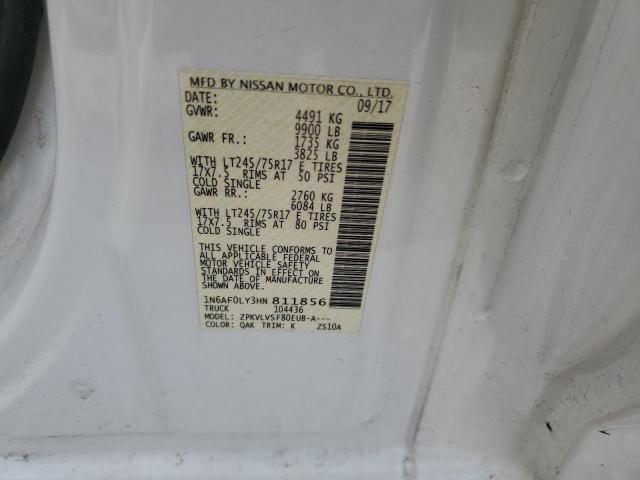 MFD BY NISSAN MOTOR CO., LTD.
DATE: 09/17
GVWR: 4491 KG
9900 LB
GAWR FR.: 1735 KG
3825 LB
WITH LT245/75R17 E TIRES
17X7.5 RIMS AT 50 PSI
COLD SINGLE
GAWR RR.: 2760 KG
6084 LB
WITH LT245/75R17 E TIRES
17X7.5 RIMS AT 80 PSI
COLD SINGLE
THIS VEHICLE CONFORMS TO
ALL APPLICABLE FEDERAL
MOTOR VEHICLE SAFETY
STANDARDS IN EFFECT ON
THE DATE OF MANUFACTURE
SHOWN ABOVE.
1N6AF0LY3HN 811856
TRUCK 104436
MODEL: ZPKVLVSF80EUB-A---
COLOR: QAK TRIM: K ZS10A